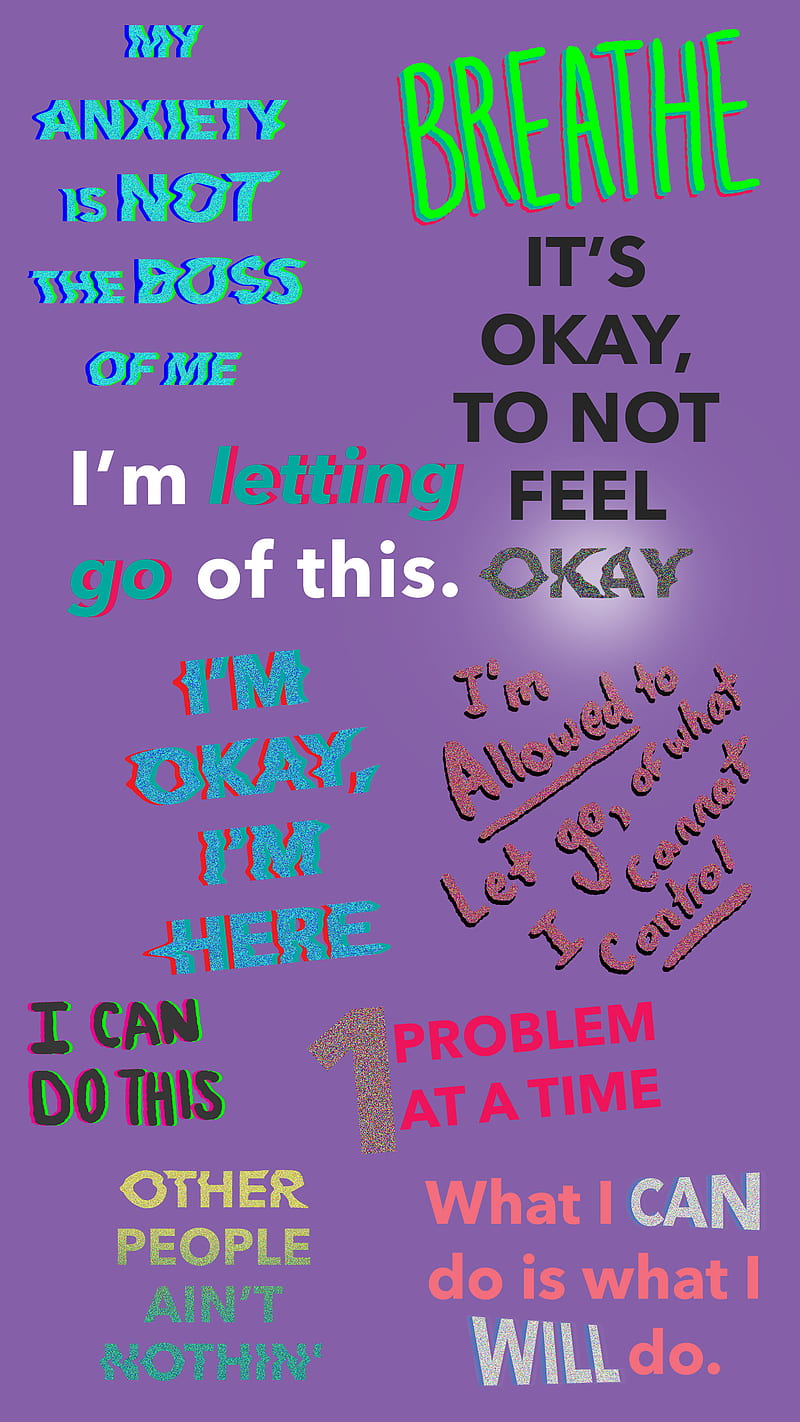 MY
ANXIETY
IS NOT
THE BOSS
OF ME
BREATHE
IT'S
OKAY,
TO NOT
FEEL
OKAY
I'm letting
go of this.
I'M
OKAY,
I'M
HERE
I'm
Allowed to
Let go, of what
I cannot
Control
I CAN
DO THIS
1 PROBLEM
AT A TIME
OTHER
PEOPLE
AIN'T
NOTHIN'
What I CAN
do is what I
WILL do.